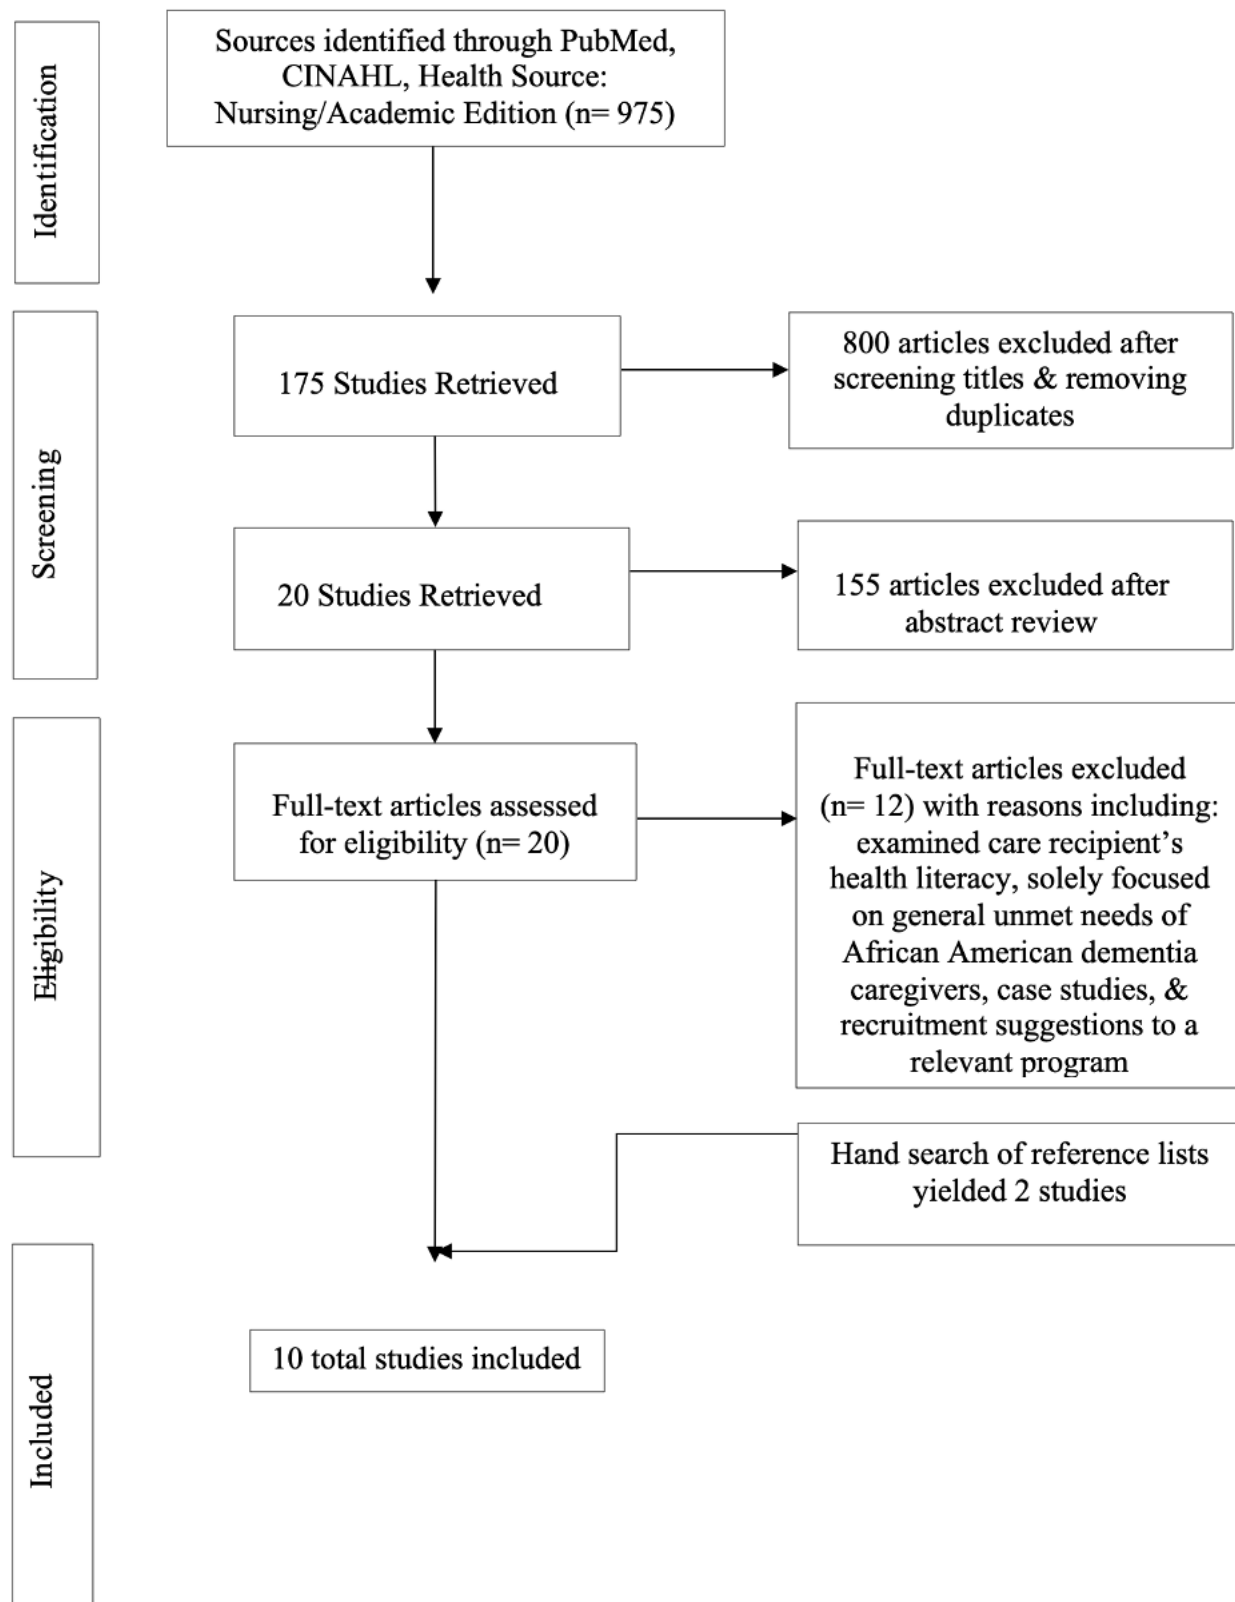 Identification
Sources identified through PubMed,
CINAHL, Health Source:
Nursing/Academic Edition (n= 975)
Screening
175 Studies Retrieved
800 articles excluded after
screening titles & removing
duplicates
20 Studies Retrieved
155 articles excluded after
abstract review
Eligibility
Full-text articles assessed
for eligibility (n= 20)
Full-text articles excluded
(n= 12) with reasons including:
examined care recipient’s
health literacy, solely focused
on general unmet needs of
African American dementia
caregivers, case studies, &
recruitment suggestions to a
relevant program
Hand search of reference lists
yielded 2 studies
Included
10 total studies included